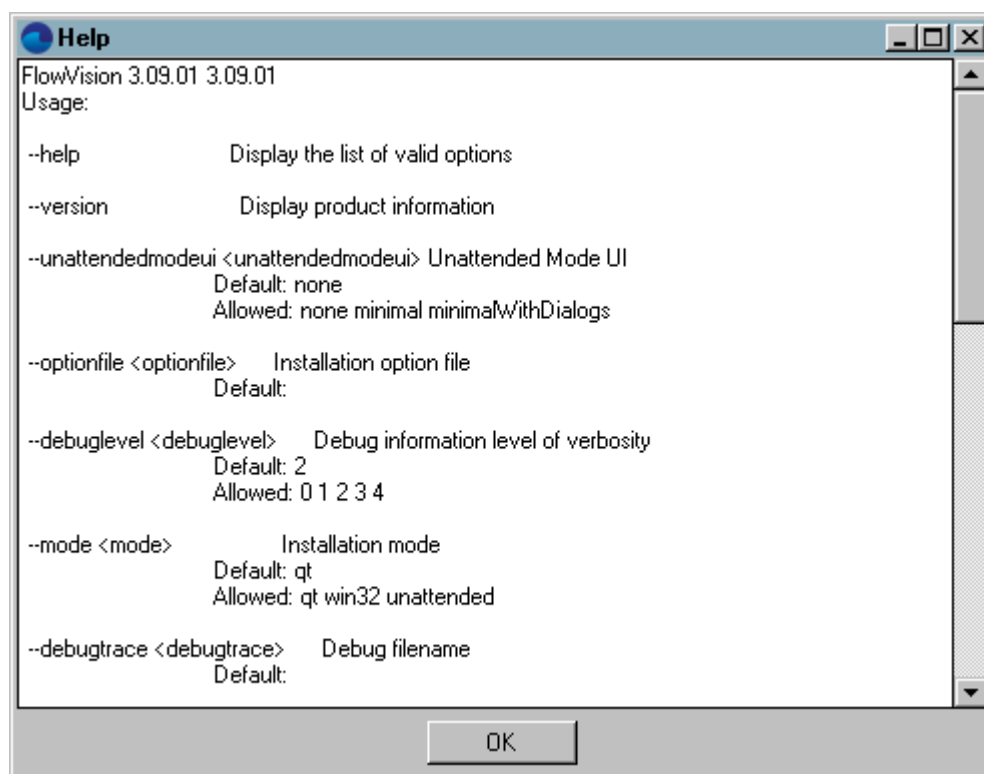 Help
FlowVision 3.09.01 3.09.01
Usage:
--help Display the list of valid options
--version Display product information
--unattendedmodeui <unattendedmodeui> Unattended Mode UI
Default: none
Allowed: none minimal minimalWithDialogs
--optionfile <optionfile> Installation option file
Default:
--debuglevel <debuglevel> Debug information level of verbosity
Default: 2
Allowed: 0 1 2 3 4
--mode <mode> Installation mode
Default: qt
Allowed: qt win32 unattended
--debugtrace <debugtrace> Debug filename
Default:
OK